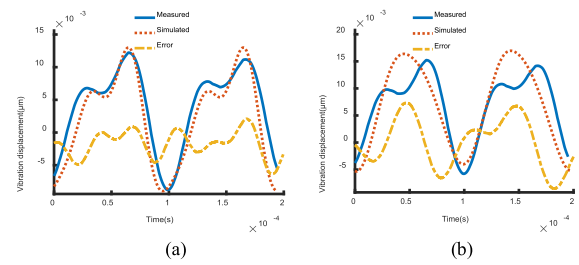 × 10 -3
Measured
Simulated
Error
15
10
5
0
-5
Vibration displacement(μm)
0 0.5 1 1.5 2
Time(s)
× 10 -4
(a)
× 10 -3
Measured
Simulated
Error
20
15
10
5
0
-5
Vibration displacement(μm)
0 0.5 1 1.5 2
Time(s)
× 10 -4
(b)